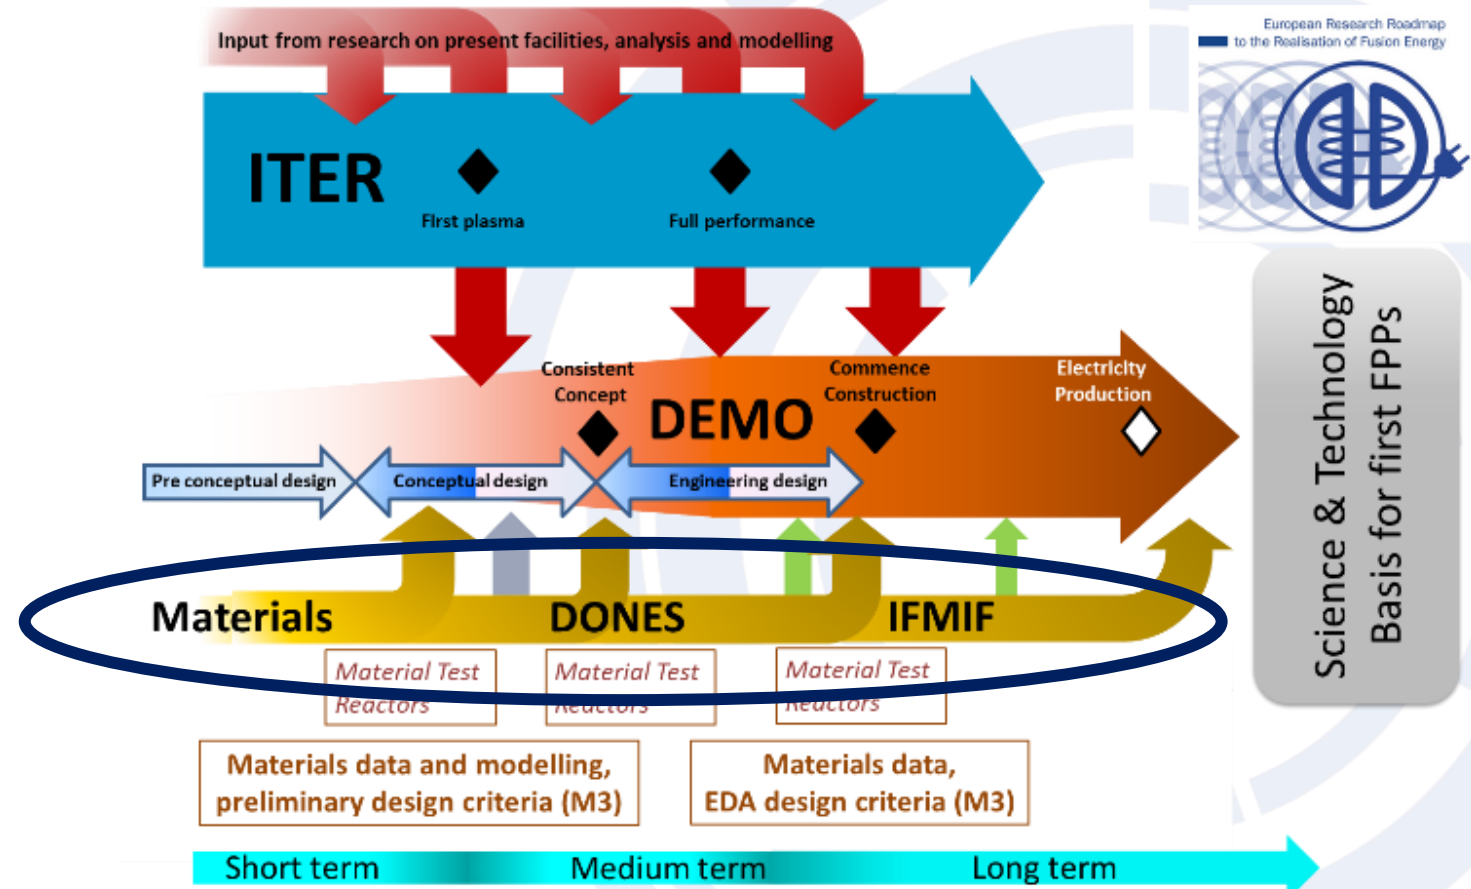 Input from research on present facilities, analysis and modelling
European Research Roadmap
to the Realisation of Fusion Energy
ITER
First plasma
Full performance
Consistent
Concept
DEMO
Commence
Construction
Electricity
Production
Pre conceptual design
Conceptual design
Engineering design
Science & Technology
Basis for first FPPs
Materials
DONES
IFMIF
Material Test
Reactors
Material Test
Reactors
Material Test
Reactors
Materials data and modelling,
preliminary design criteria (M3)
Materials data,
EDA design criteria (M3)
Short term
Medium term
Long term